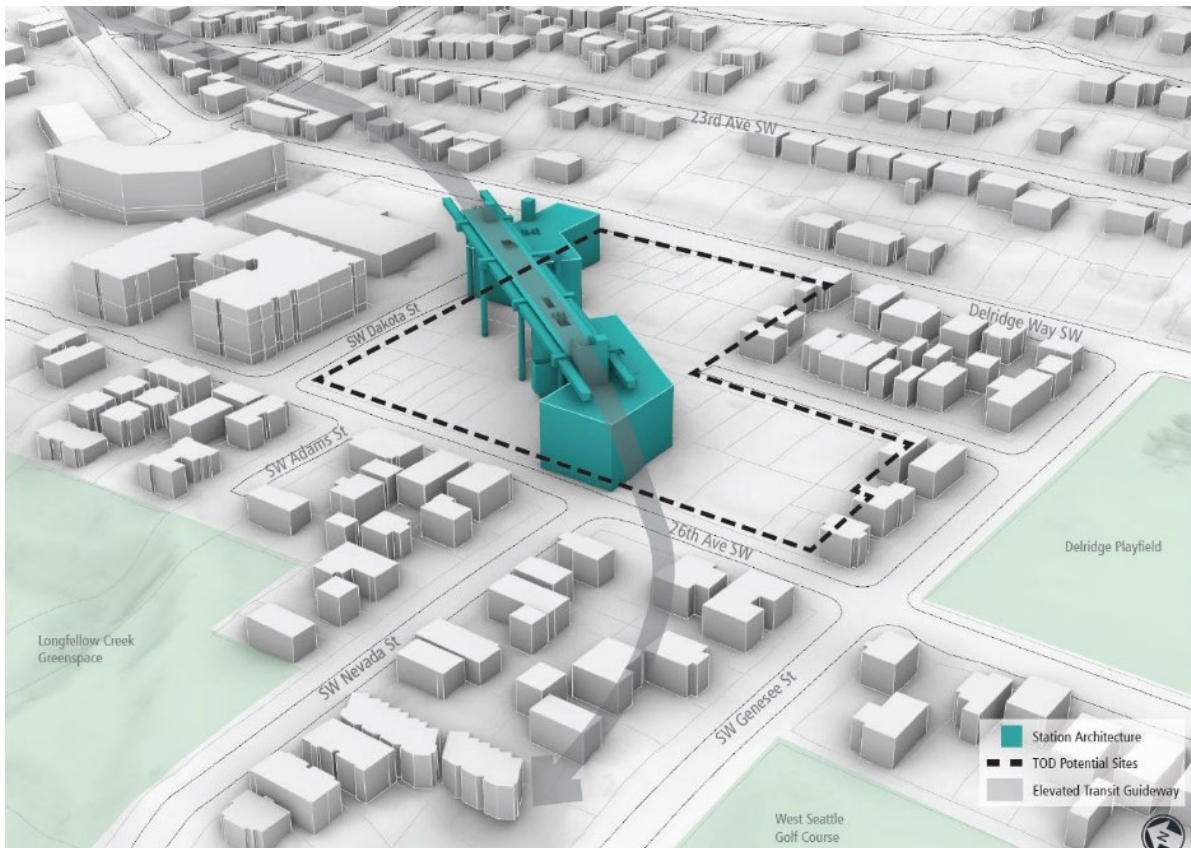 23rd Ave SW
Delridge Way SW
SW Dakota St
SW Adams St
26th Ave SW
Delridge Playfield
Longfellow Creek
Greenspace
SW Nevada St
SW Genesee St
Station Architecture
TOD Potential Sites
Elevated Transit Guideway
West Seattle
Golf Course
N